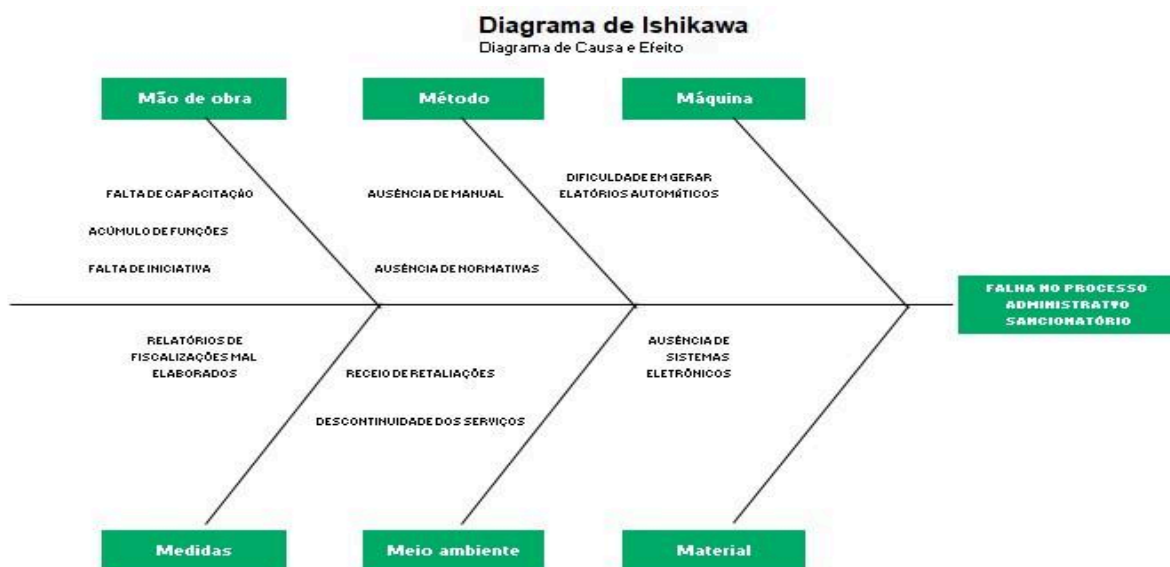 Diagrama de Ishikawa
Diagrama de Causa e Efeito
Mão de obra
Método
Máquina
FALTA DE CAPACITAÇÃO
ACÚMULO DE FUNÇÕES
FALTA DE INICIATIVA
AUSÊNCIA DE MANUAL
AUSÊNCIA DE NORMATIVAS
DIFICULDADE EM GERAR
ELATÓRIOS AUTOMÁTICOS
FALHA NO PROCESSO
ADMINISTRATVO
SANCIONATÓRIO
RELATÓRIOS DE
FISCALIZAÇÕES MAL
ELABORADOS
RECEIO DE RETALIAÇÕES
DESCONTINUIDADE DOS SERVIÇOS
AUSÊNCIA DE
SISTEMAS
ELETRÔNICOS
Medidas
Meio ambiente
Material